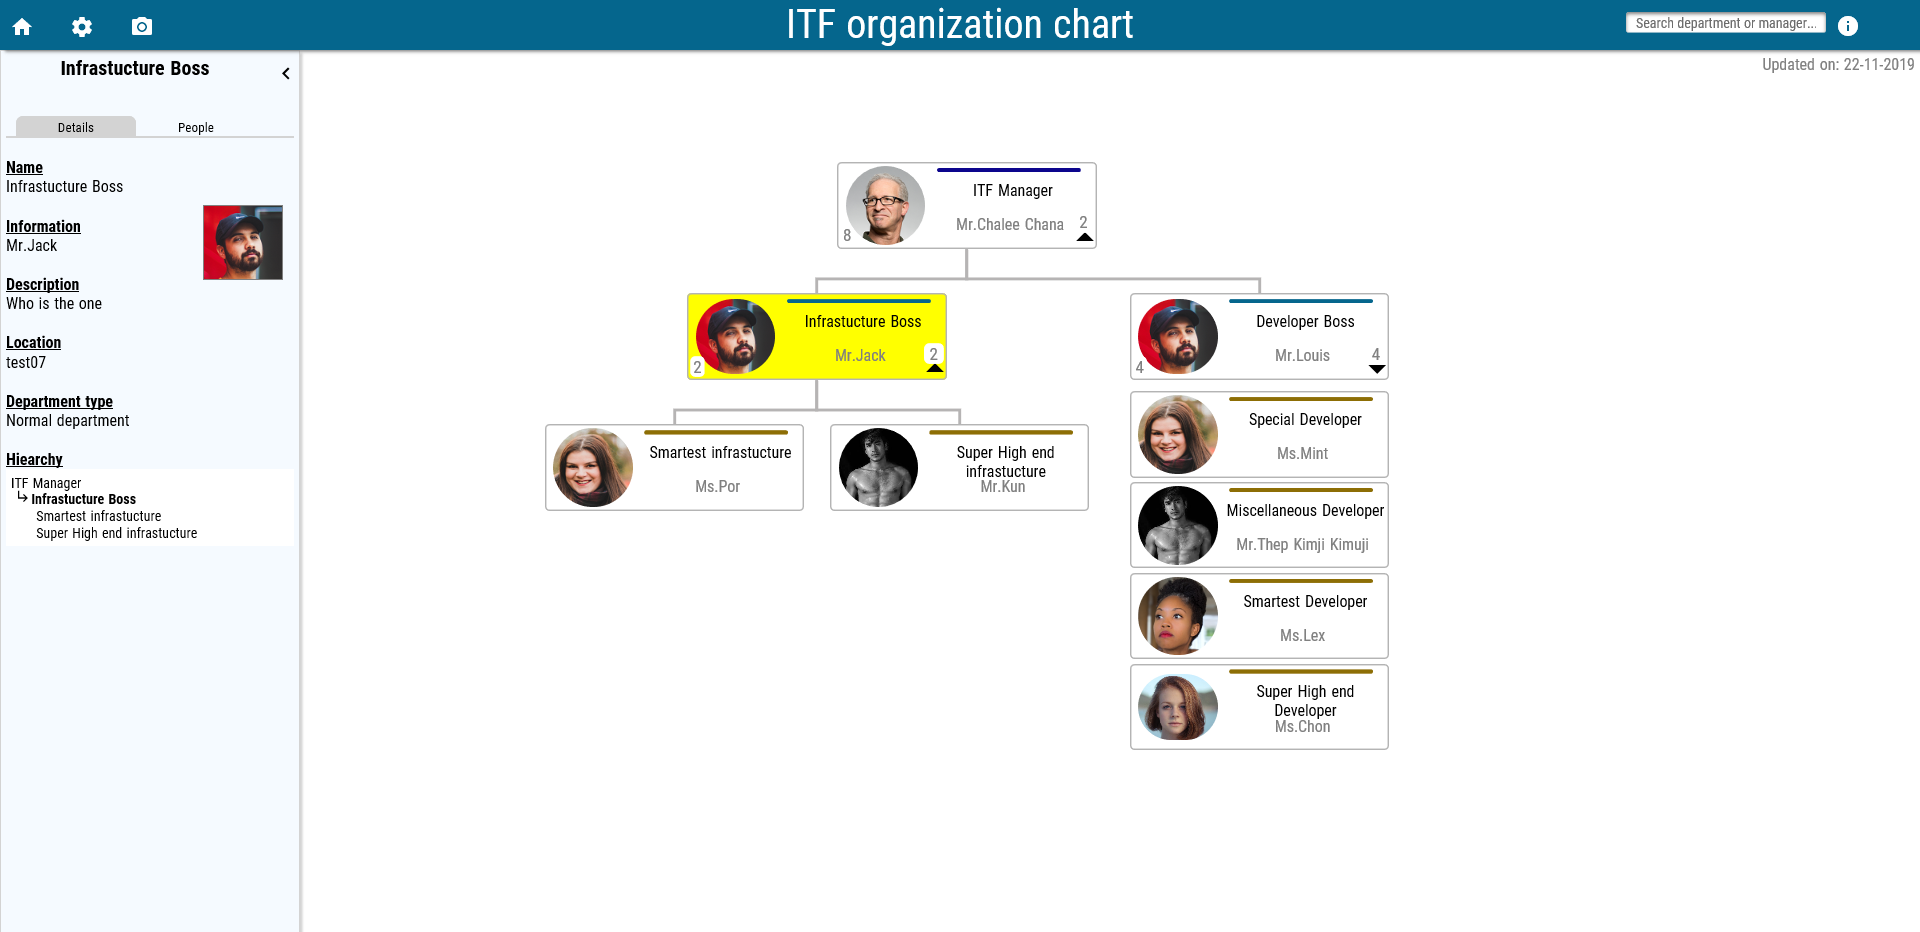 ITF organization chart
Search department or manager...
Updated on: 22-11-2019
Infrastucture Boss
Details
People
Name
Infrastucture Boss
Information
Mr.Jack
Description
Who is the one
Location
test07
Department type
Normal department
Hiearchy
ITF Manager
Infrastucture Boss
Smartest infrastucture
Super High end infrastucture
ITF Manager
Mr.Chalee Chana
8
2
Infrastucture Boss
Mr.Jack
2
2
Developer Boss
Mr.Louis
4
4
Smartest infrastucture
Ms.Por
Super High end
infrastucture
Mr.Kun
Special Developer
Ms.Mint
Miscellaneous Developer
Mr.Thep Kimji Kimuji
Smartest Developer
Ms.Lex
Super High end
Developer
Ms.Chon